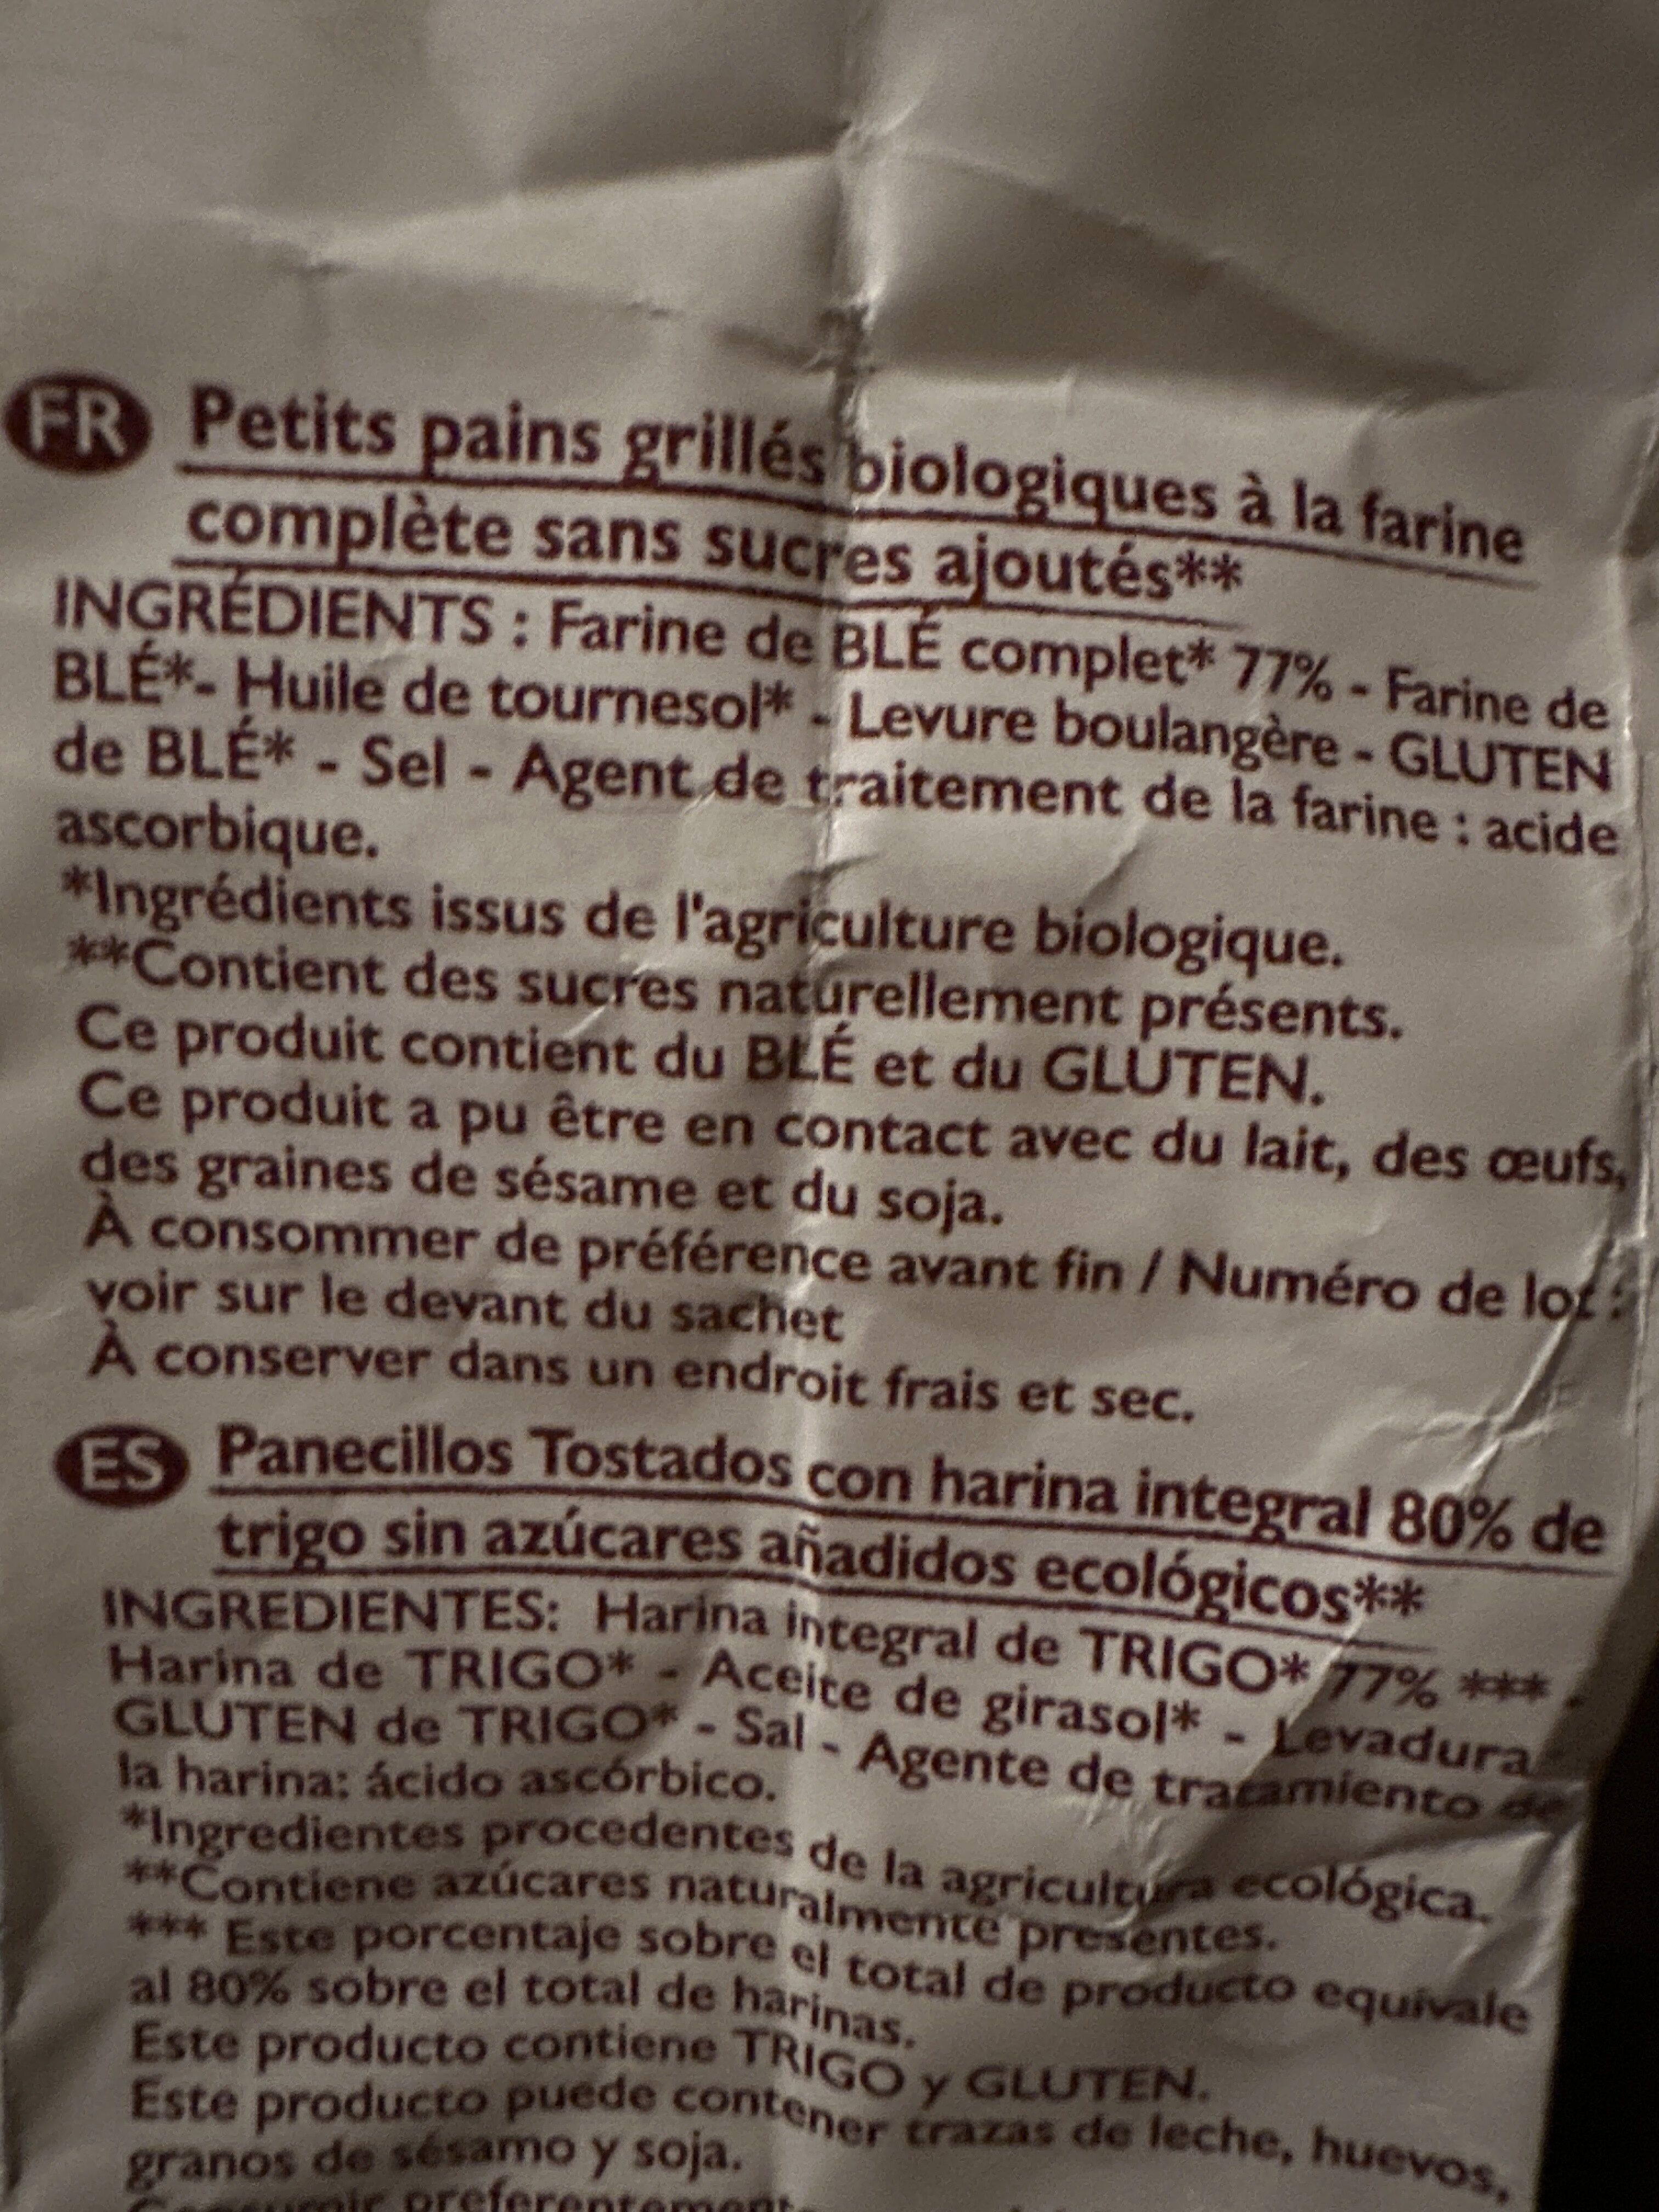 FR Petits pains grillés biologiques à la farine
complète sans sucres ajoutés**
INGRÉDIENTS : Farine de BLÉ complet* 77% - Farine de
BLÉ*- Huile de tournesol* - Levure boulangère - GLUTEN
de BLÉ* - Sel - Agent de traitement de la farine : acide
ascorbique.
*Ingrédients issus de l'agriculture biologique.
**Contient des sucres naturellement présents.
Ce produit contient du BLÉ et du GLUTEN.
Ce produit a pu être en contact avec du lait, des œufs,
des graines de sésame et du soja.
À consommer de préférence avant fin / Numéro de lot :
voir sur le devant du sachet
À conserver dans un endroit frais et sec.
ES Panecillos Tostados con harina integral 80% de
trigo sin azúcares añadidos ecológicos**
INGREDIENTES: Harina integral de TRIGO* 77% *** -
Harina de TRIGO* - Aceite de girasol* - Levadura
GLUTEN de TRIGO* - Sal - Agente de tratamiento de
la harina: ácido ascórbico.
*Ingredientes procedentes de la agricultura ecológica.
**Contiene azúcares naturalmente presentes.
*** Este porcentaje sobre el total de producto equivale
al 80% sobre el total de harinas.
Este producto contiene TRIGO y GLUTEN.
Este producto puede contener trazas de leche, huevos,
granos de sésamo y soja.